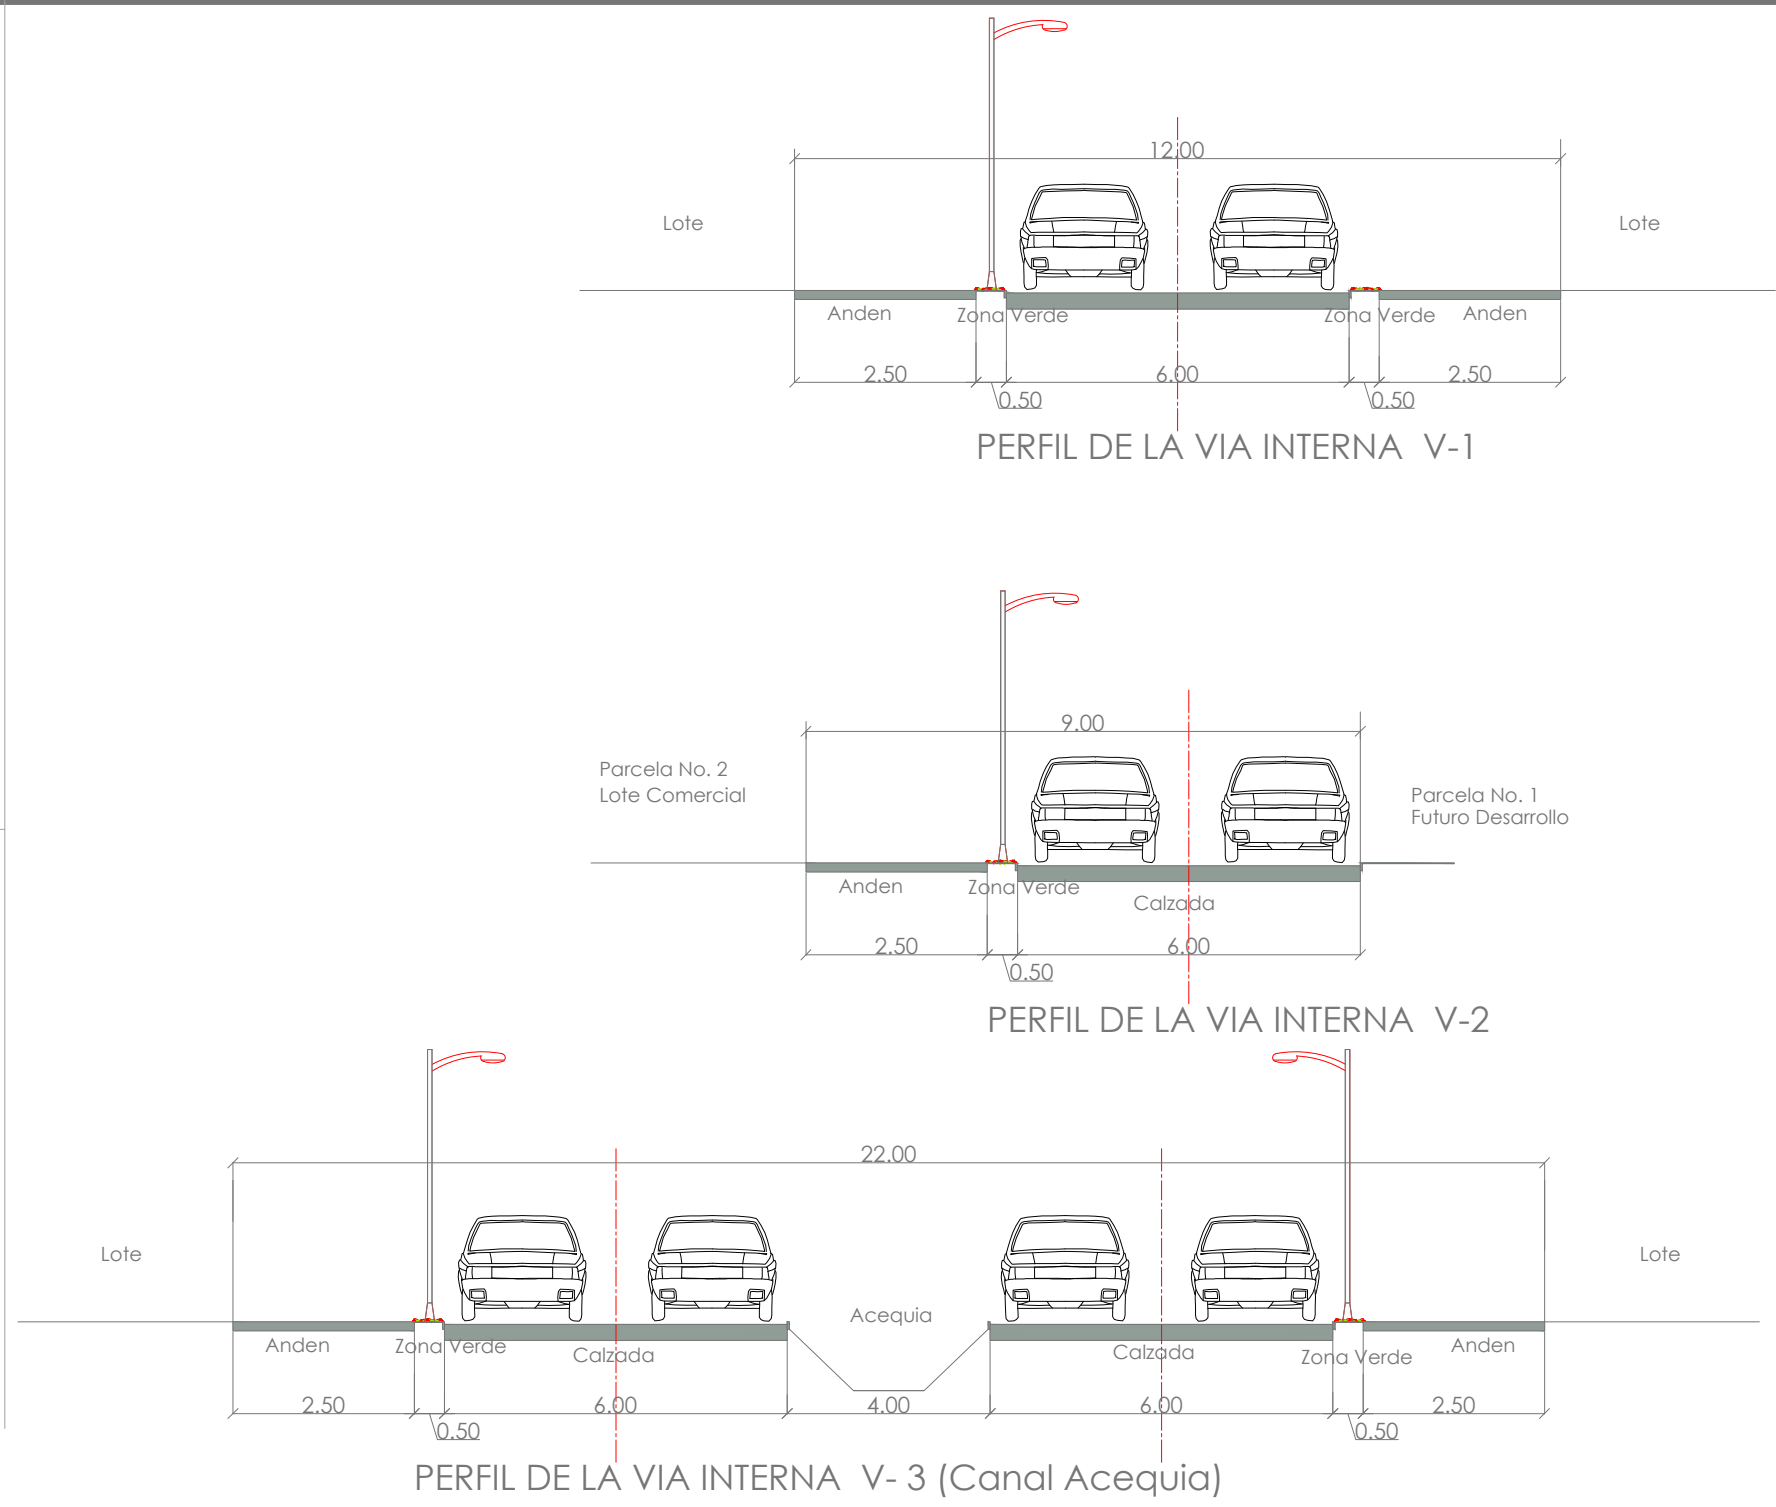 12.00
Lote
Lote
Anden
Zona Verde
Zona Verde
Anden
2.50
6.00
2.50
0.50
0.50
PERFIL DE LA VIA INTERNA V-1
9.00
Parcela No. 2
Lote Comercial
Parcela No. 1
Futuro Desarrollo
Anden
Zona Verde
Calzada
2.50
6.00
0.50
PERFIL DE LA VIA INTERNA V-2
22.00
Lote
Lote
Acequia
Anden
Zona Verde
Calzada
Calzada
Zona Verde
Anden
2.50
6.00
4.00
6.00
2.50
0.50
0.50
PERFIL DE LA VIA INTERNA V- 3 (Canal Acequia)